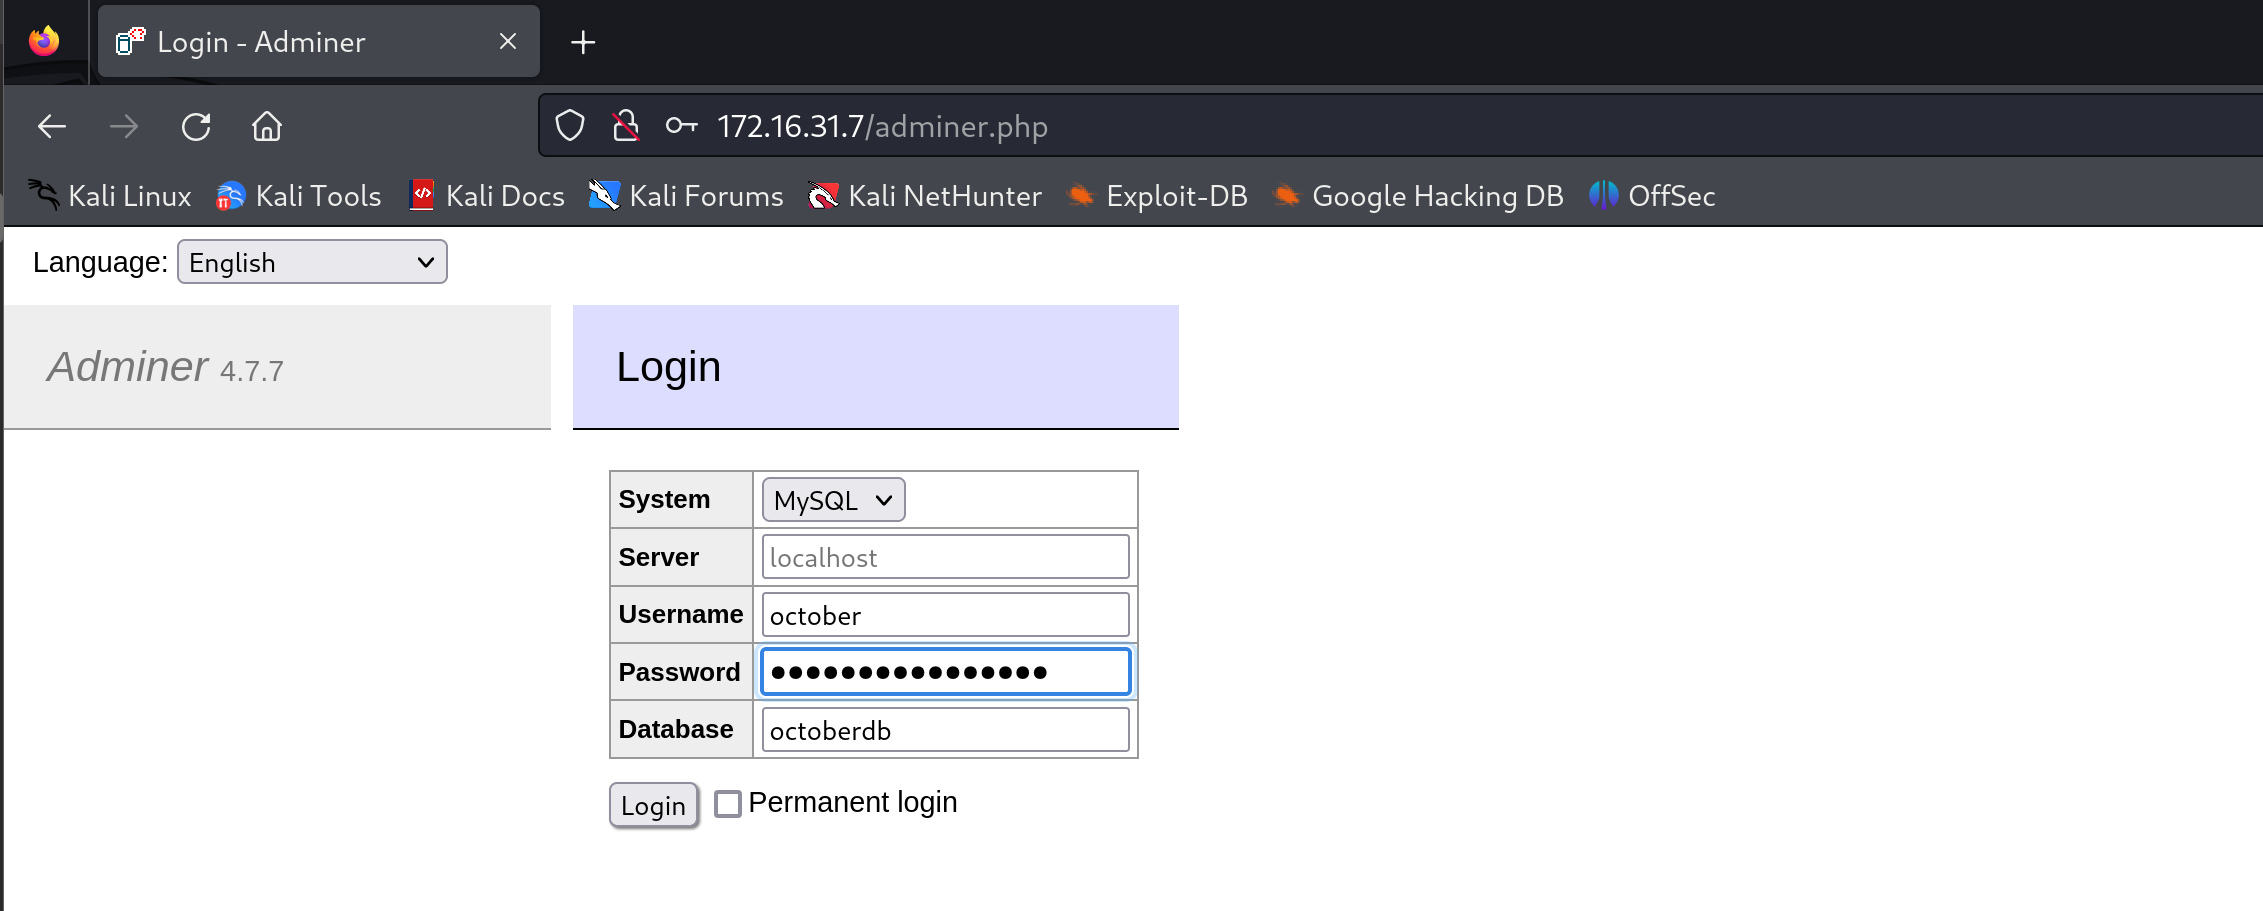 Login - Adminer
172.16.31.7/adminer.php
Kali Linux Kali Tools Kali Docs Kali Forums Kali NetHunter Exploit-DB Google Hacking DB OffSec
Language: English
Adminer 4.7.7
Login
System MySQL
Server localhost
Username october
Password ●●●●●●●●●●●●●●●●
Database octoberdb
Login Permanent login